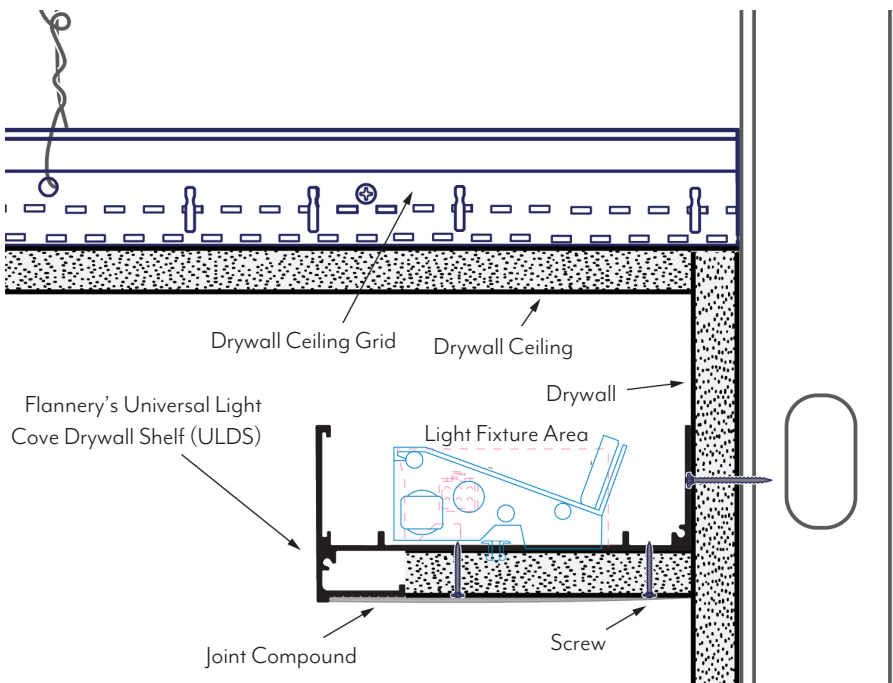 Drywall Ceiling Grid
Drywall Ceiling
Drywall
Flannery’s Universal Light
Cove Drywall Shelf (ULDS)
Light Fixture Area
Joint Compound
Screw